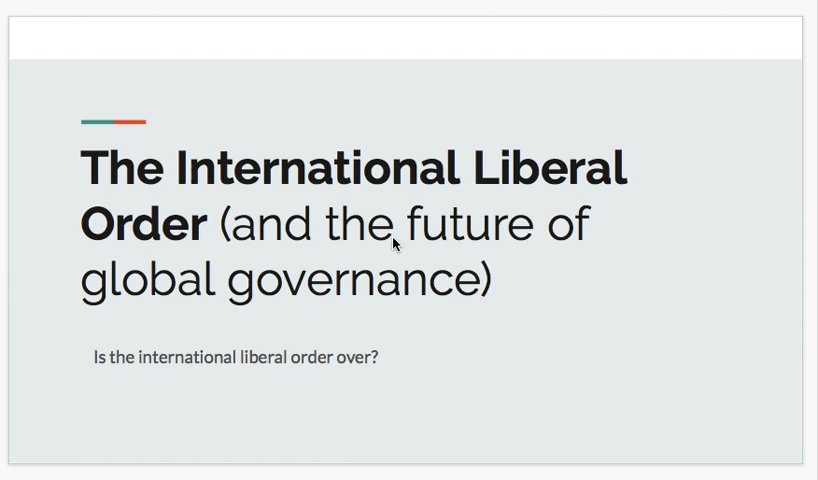 The International Liberal
Order (and the future of
global governance)
Is the international liberal order over?